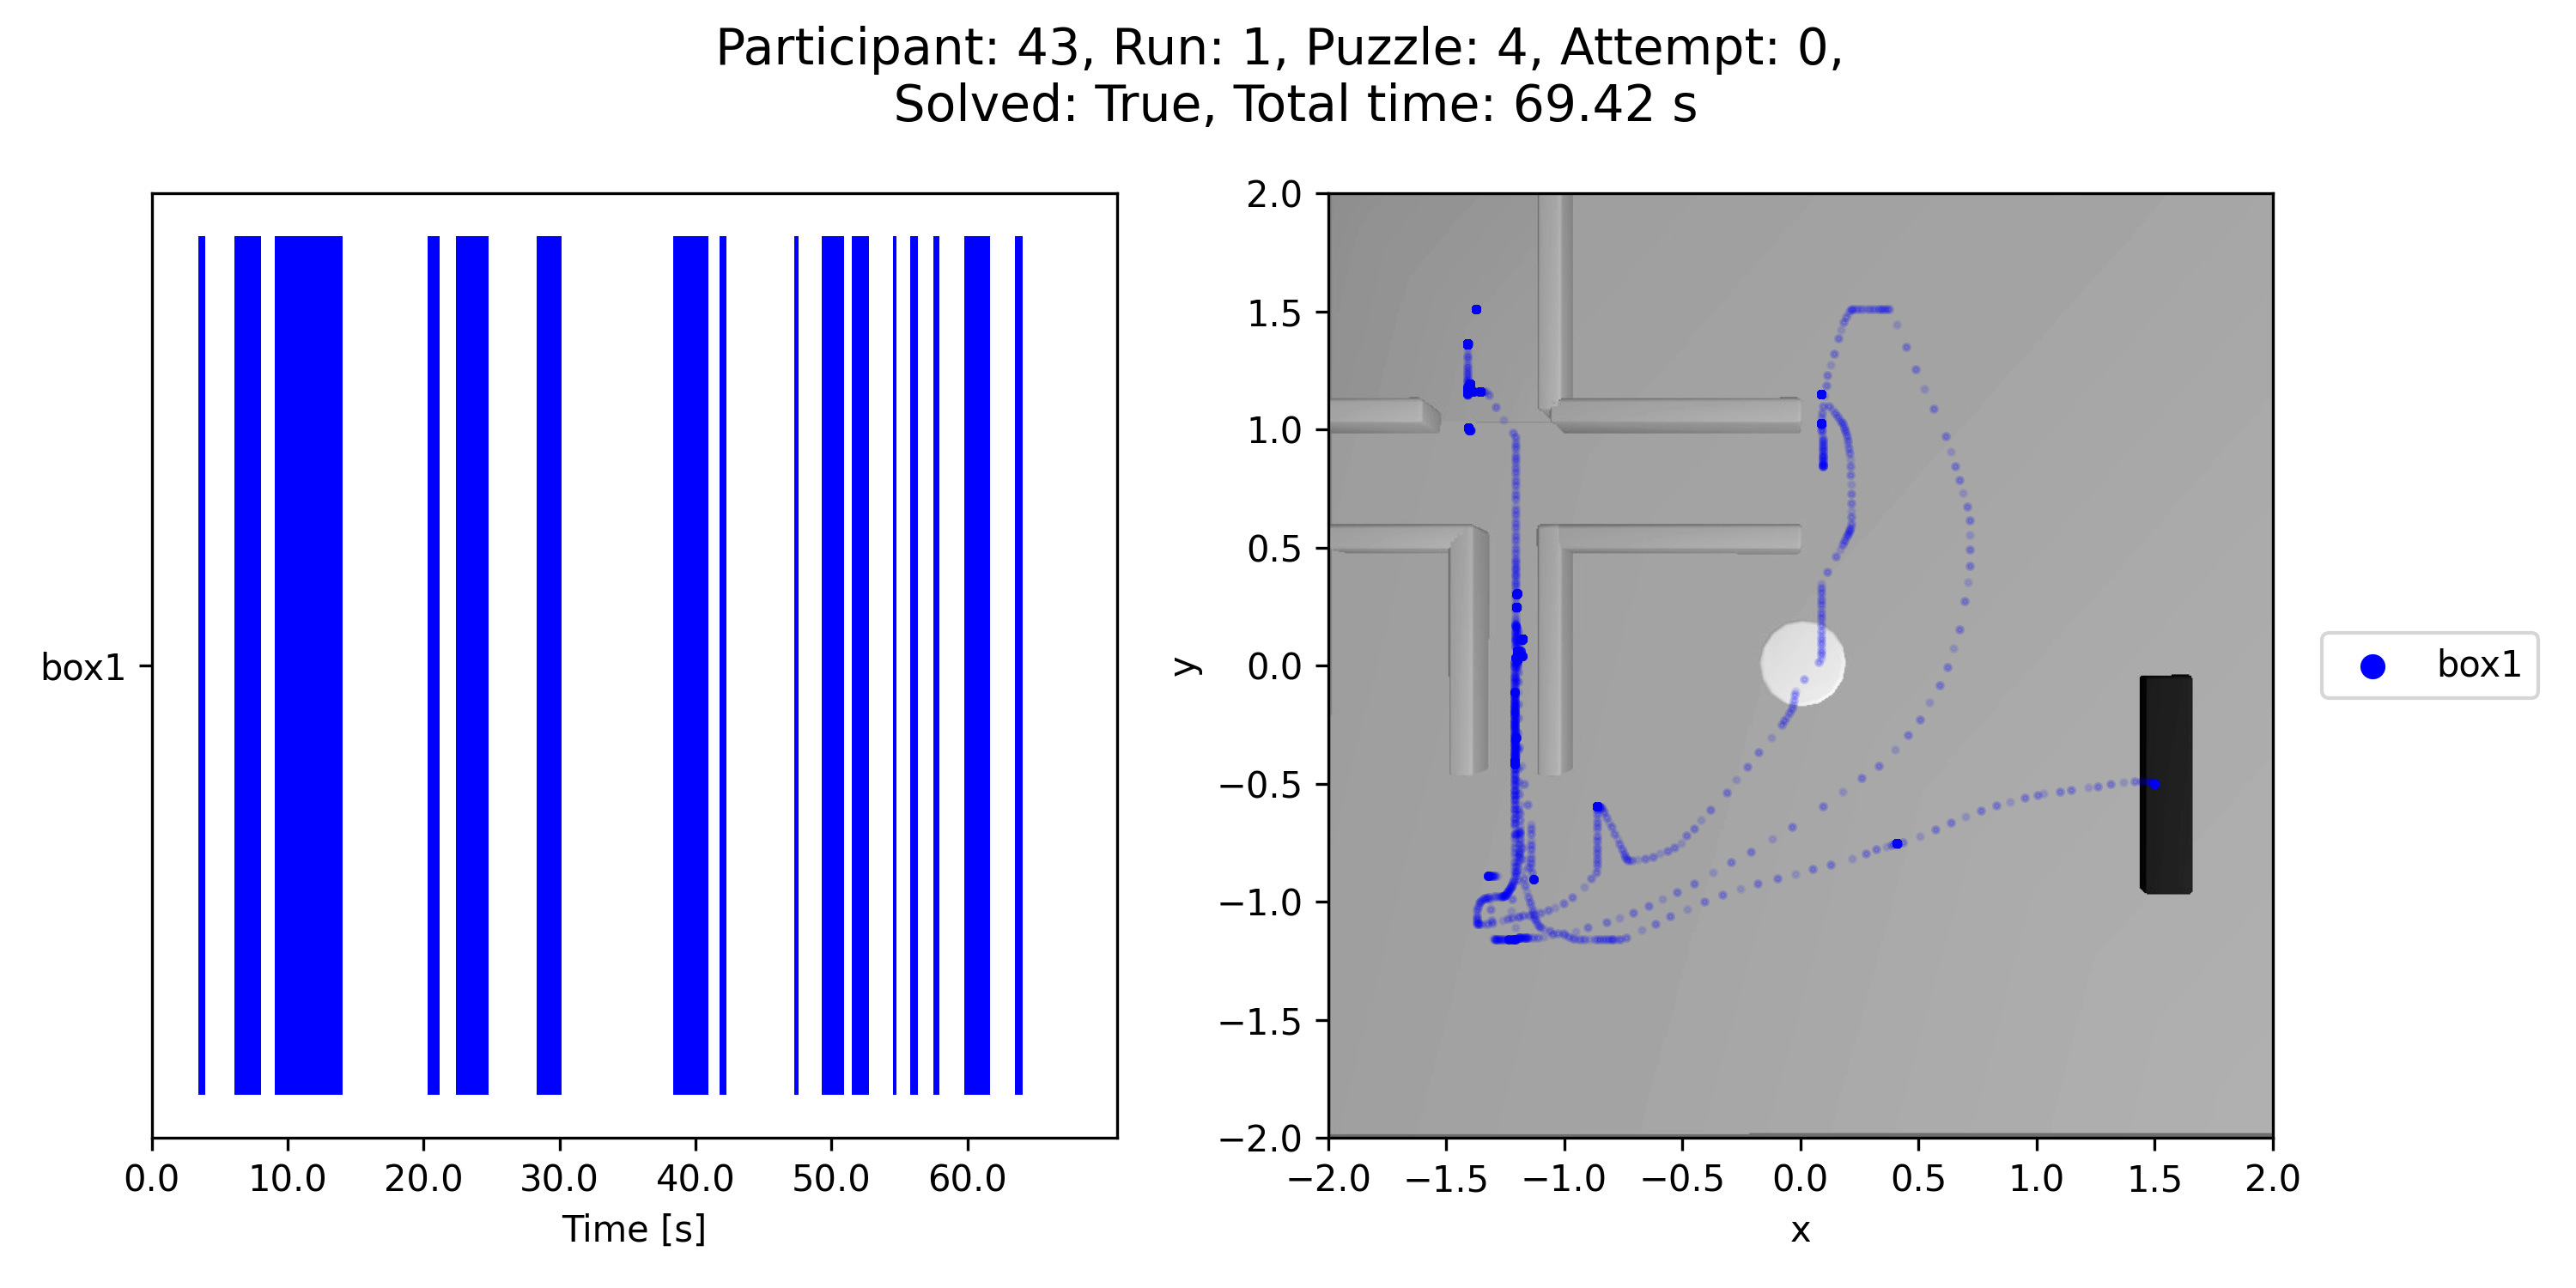 Participant: 43, Run: 1, Puzzle: 4, Attempt: 0,
Solved: True, Total time: 69.42 s
box1
0.0 10.0 20.0 30.0 40.0 50.0 60.0
Time [s]
2.0
1.5
1.0
0.5
0.0
−0.5
−1.0
−1.5
−2.0
y
−2.0 −1.5 −1.0 −0.5 0.0 0.5 1.0 1.5 2.0
x
box1